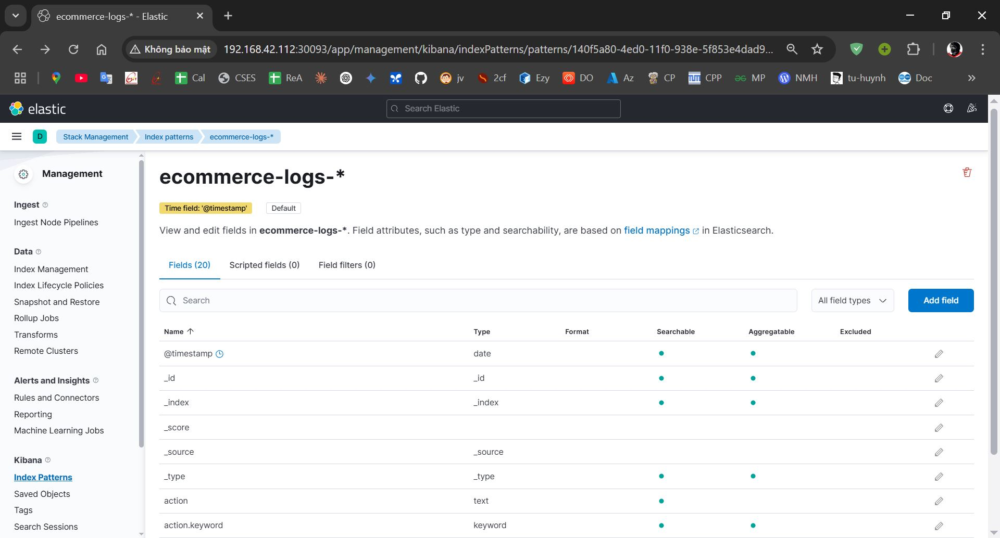 ecommerce-logs-* - Elastic
Không bảo mật
192.168.42.112:30093/app/management/kibana/indexPatterns/patterns/140f5a80-4ed0-11f0-938e-5f853e4dad9...
Cal
CSES
ReA
jv
2cf
Ezy
DO
Az
CP
CPP
MP
NMH
tu-huynh
Doc
elastic
Search Elastic
D
Stack Management
Index patterns
ecommerce-logs-*
Management
Ingest
Ingest Node Pipelines
Data
Index Management
Index Lifecycle Policies
Snapshot and Restore
Rollup Jobs
Transforms
Remote Clusters
Alerts and Insights
Rules and Connectors
Reporting
Machine Learning Jobs
Kibana
Index Patterns
Saved Objects
Tags
Search Sessions
ecommerce-logs-*
Time field: '@timestamp'
Default
View and edit fields in ecommerce-logs-*. Field attributes, such as type and searchability, are based on field mappings in Elasticsearch.
Fields (20)
Scripted fields (0)
Field filters (0)
Search
All field types
Add field
Name Type Format Searchable Aggregatable Excluded
@timestamp date
_id _id
_index _index
_score
_source _source
_type _type
action text
action.keyword keyword